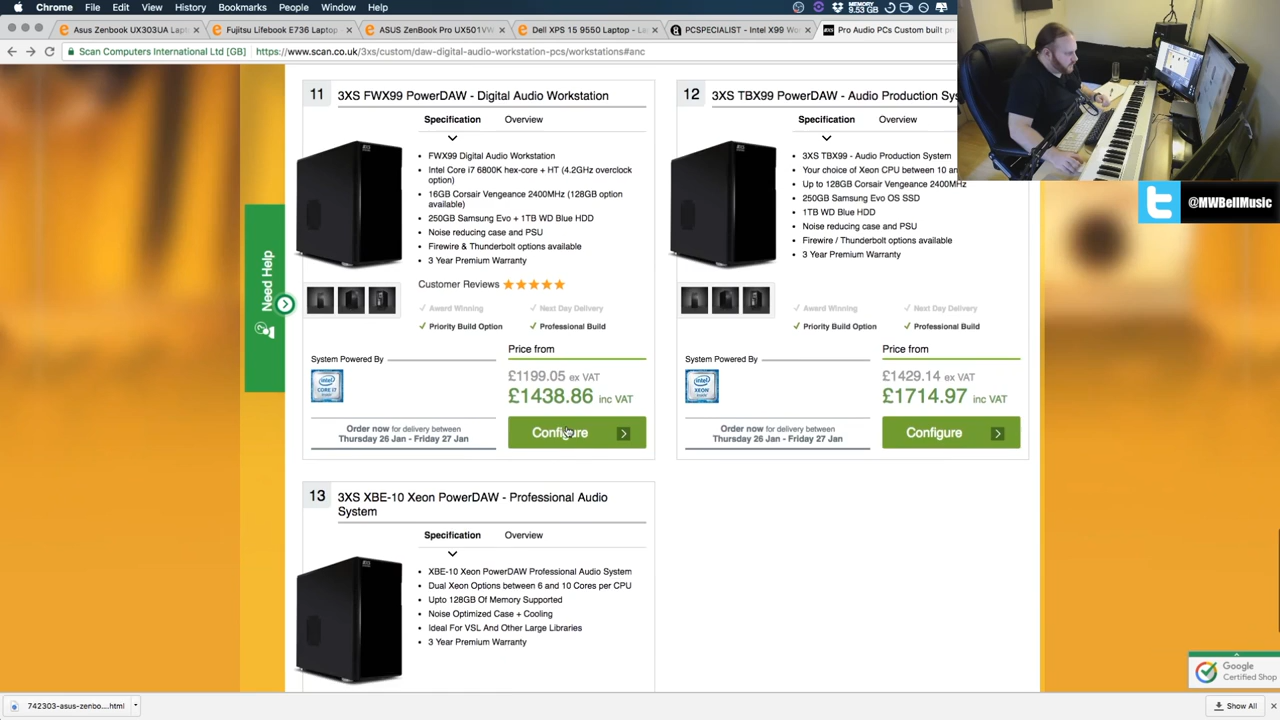 Chrome File Edit View History Bookmarks People Window Help
MEMORY
9.53 GB
Asus Zenbook UX303UA Lapt
Fujitsu Lifebook E736 Laptop -
ASUS ZenBook Pro UX501VW
Dell XPS 15 9550 Laptop - La
PCSPECIALIST - Intel X99 Wo
Pro Audio PCs Custom built pr
Scan Computers International Ltd [GB]
https://www.scan.co.uk/3xs/custom/daw-digital-audio-workstation-pcs/workstations#anc
@MWBellMusic
Need Help
11
3XS FWX99 PowerDAW - Digital Audio Workstation
Specification Overview
FWX99 Digital Audio Workstation
Intel Core i7 6800K hex-core + HT (4.2GHz overclock
option)
16GB Corsair Vengeance 2400MHz (128GB option
available)
250GB Samsung Evo + 1TB WD Blue HDD
Noise reducing case and PSU
Firewire & Thunderbolt options available
3 Year Premium Warranty
Customer Reviews
Award Winning Next Day Delivery
Priority Build Option Professional Build
Price from
System Powered By
£1199.05 ex VAT
£1438.86 inc VAT
Order now for delivery between
Thursday 26 Jan - Friday 27 Jan
Configure
12
3XS TBX99 PowerDAW - Audio Production Sys
Specification Overview
3XS TBX99 - Audio Production System
Your choice of Xeon CPU between 10 an
Up to 128GB Corsair Vengeance 2400MHz
250GB Samsung Evo OS SSD
1TB WD Blue HDD
Noise reducing case and PSU
Firewire / Thunderbolt options available
3 Year Premium Warranty
Award Winning Next Day Delivery
Priority Build Option Professional Build
Price from
System Powered By
£1429.14 ex VAT
£1714.97 inc VAT
Order now for delivery between
Thursday 26 Jan - Friday 27 Jan
Configure
13
3XS XBE-10 Xeon PowerDAW - Professional Audio
System
Specification Overview
XBE-10 Xeon PowerDAW Professional Audio System
Dual Xeon Options between 6 and 10 Cores per CPU
Upto 128GB Of Memory Supported
Noise Optimized Case + Cooling
Ideal For VSL And Other Large Libraries
3 Year Premium Warranty
Google
Certified Shop
742303-asus-zenbo....html
Show All